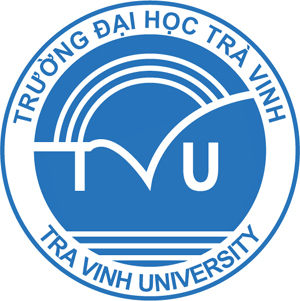 TRƯỜNG ĐẠI HỌC TRÀ VINH
TVU
TRA VINH UNIVERSITY